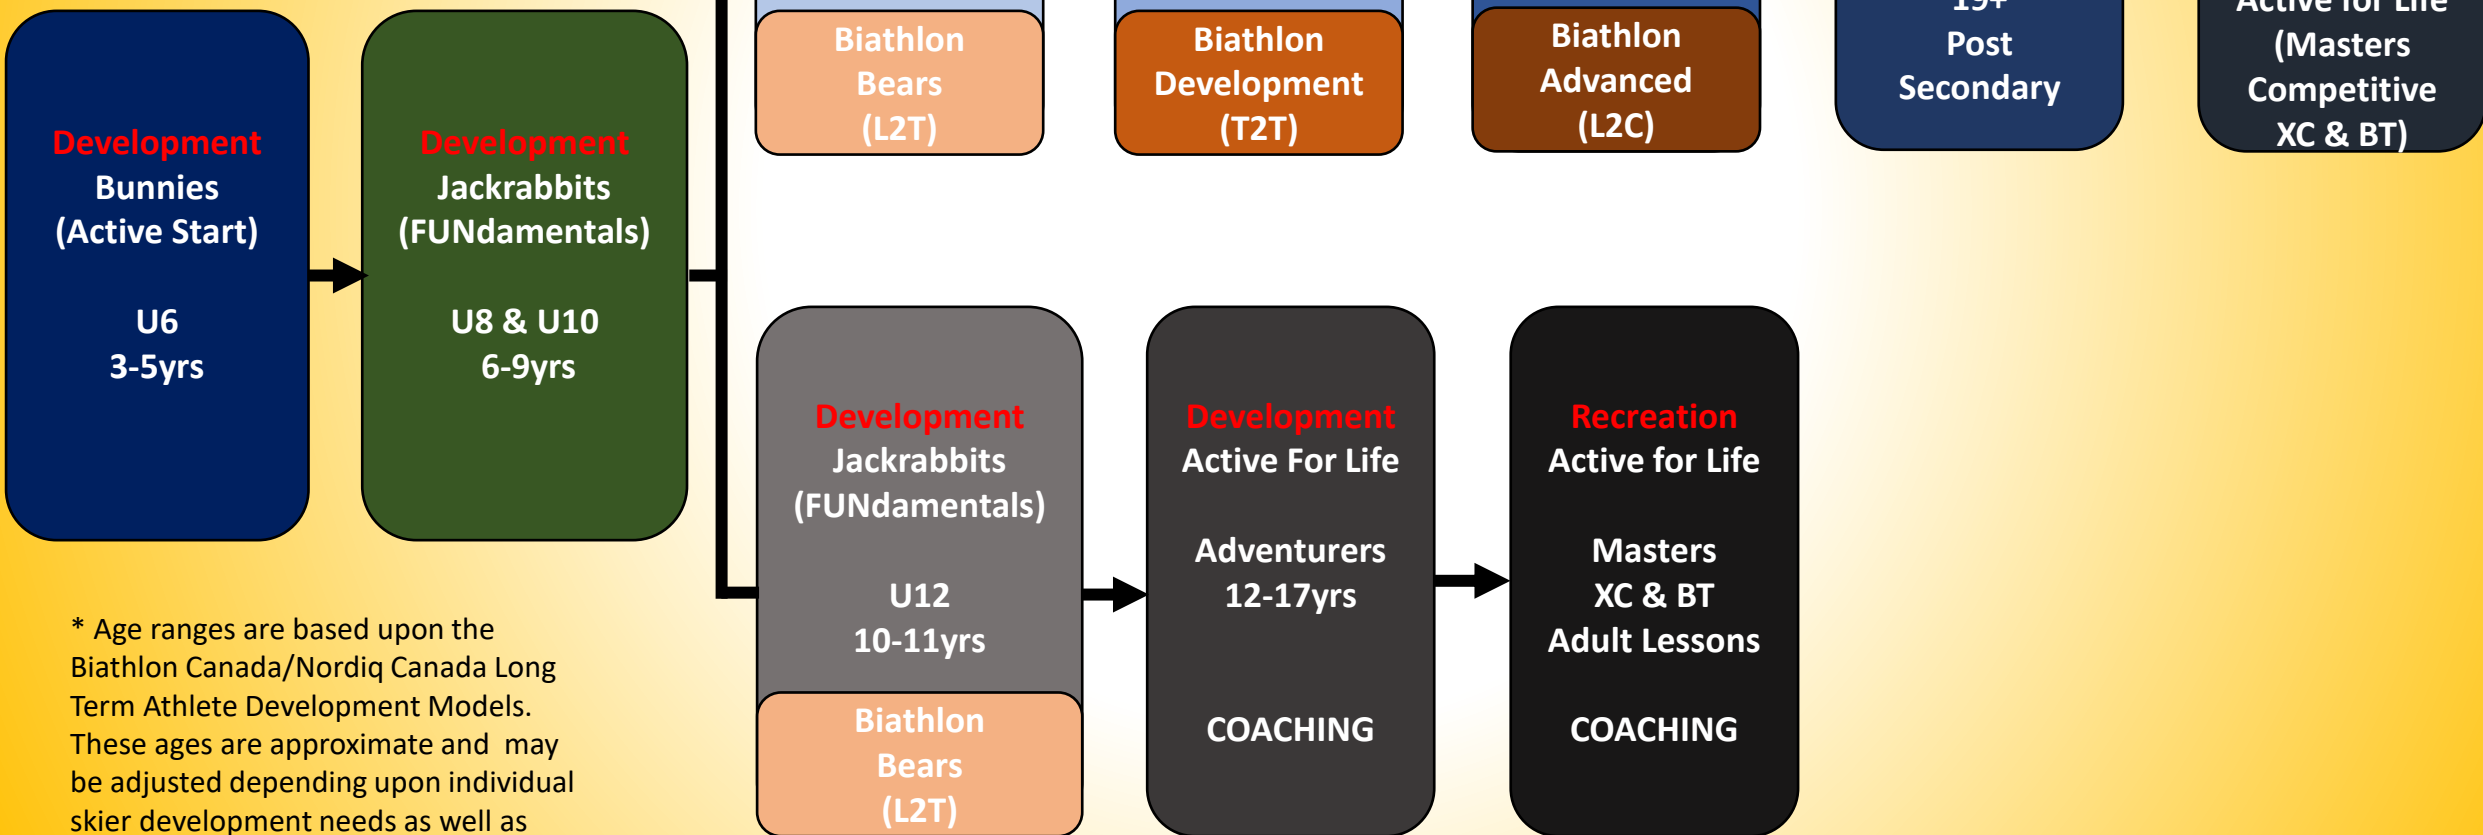 Biathlon
Bears
(L2T)
Biathlon
Development
(T2T)
Biathlon
Advanced
(L2C)
19+
Post
Secondary
Active for Life
(Masters
Competitive
XC & BT)
Development
Bunnies
(Active Start)
U6
3-5yrs
Development
Jackrabbits
(FUNdamentals)
U8 & U10
6-9yrs
Development
Jackrabbits
(FUNdamentals)
U12
10-11yrs
Biathlon
Bears
(L2T)
Development
Active For Life
Adventurers
12-17yrs
COACHING
Recreation
Active for Life
Masters
XC & BT
Adult Lessons
COACHING
* Age ranges are based upon the
Biathlon Canada/Nordiq Canada Long
Term Athlete Development Models.
These ages are approximate and  may
be adjusted depending upon individual
skier development needs as well as